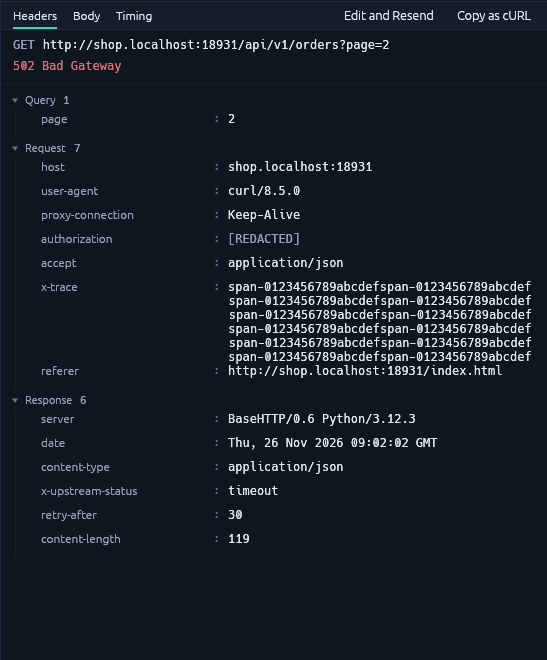 Headers Body Timing Edit and Resend Copy as cURL
GET http://shop.localhost:18931/api/v1/orders?page=2
502 Bad Gateway
Query 1
page : 2
Request 7
host : shop.localhost:18931
user-agent : curl/8.5.0
proxy-connection : Keep-Alive
authorization : [REDACTED]
accept : application/json
x-trace : span-0123456789abcdefspan-0123456789abcdef
span-0123456789abcdefspan-0123456789abcdef
span-0123456789abcdefspan-0123456789abcdef
span-0123456789abcdefspan-0123456789abcdef
span-0123456789abcdefspan-0123456789abcdef
span-0123456789abcdefspan-0123456789abcdef
referer : http://shop.localhost:18931/index.html
Response 6
server : BaseHTTP/0.6 Python/3.12.3
date : Thu, 26 Nov 2026 09:02:02 GMT
content-type : application/json
x-upstream-status : timeout
retry-after : 30
content-length : 119